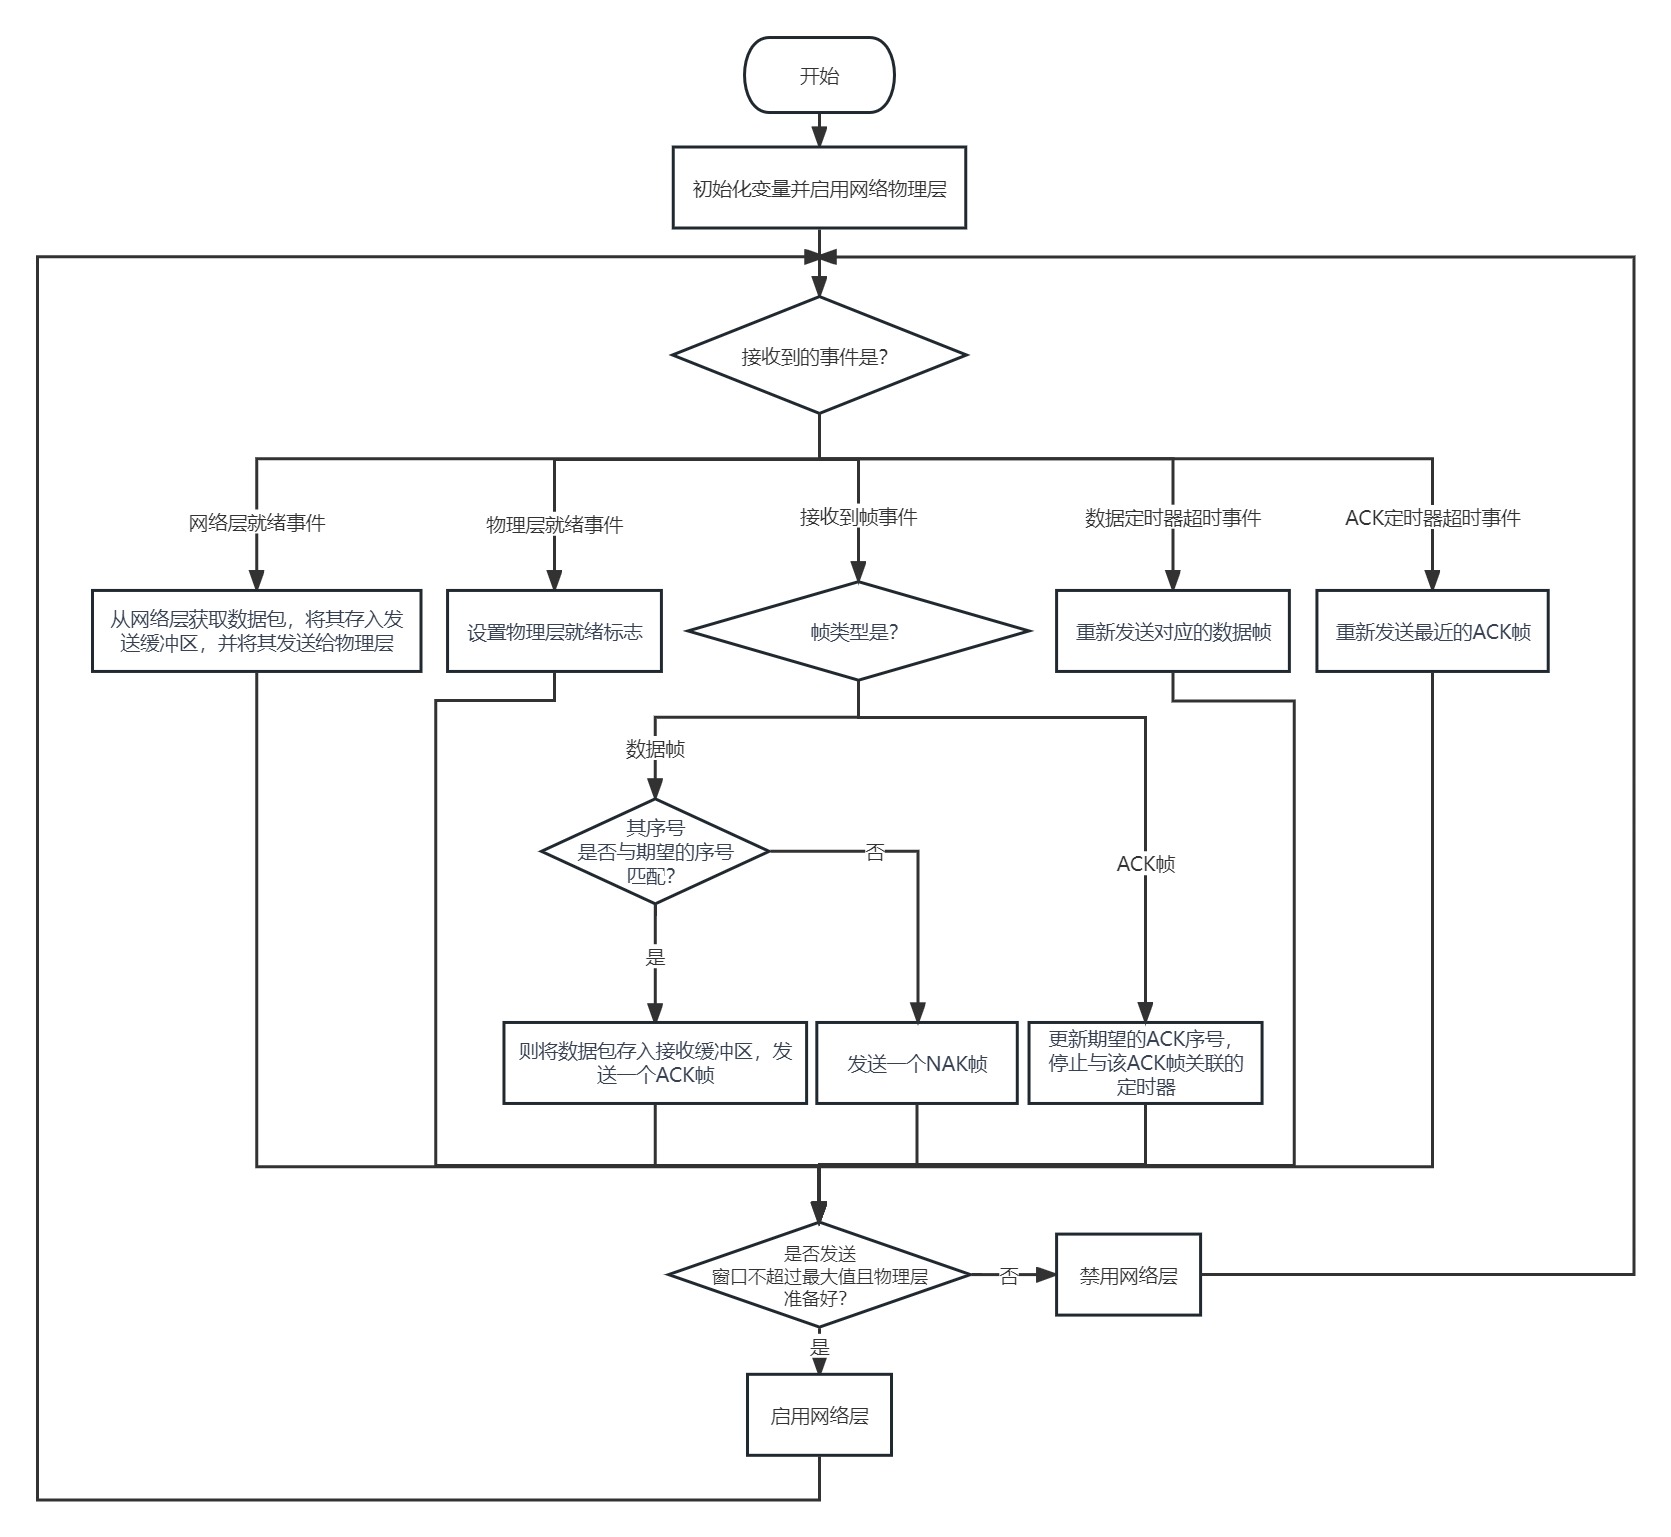 开始
初始化变量并启用网络物理层
接收到的事件是？
网络层就绪事件
物理层就绪事件
接收到帧事件
数据定时器超时事件
ACK定时器超时事件
从网络层获取数据包，将其存入发
送缓冲区，并将其发送给物理层
设置物理层就绪标志
帧类型是？
重新发送对应的数据帧
重新发送最近的ACK帧
数据帧
其序号
是否与期望的序号
匹配？
否
ACK帧
是
则将数据包存入接收缓冲区，发
送一个ACK帧
发送一个NAK帧
更新期望的ACK序号，
停止与该ACK帧关联的
定时器
是否发送
窗口不超过最大值且物理层
准备好？
否
禁用网络层
是
启用网络层